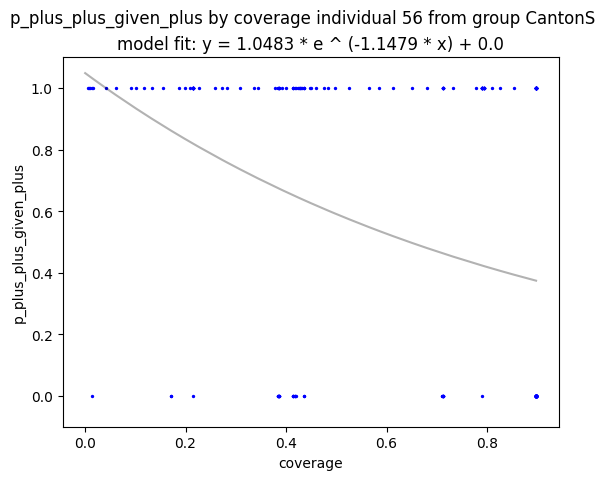 p_plus_plus_given_plus by coverage individual 56 from group CantonS
model fit: y = 1.0483 * e ^ (-1.1479 * x) + 0.0
p_plus_plus_given_plus
1.0
0.8
0.6
0.4
0.2
0.0
0.0 0.2 0.4 0.6 0.8
coverage